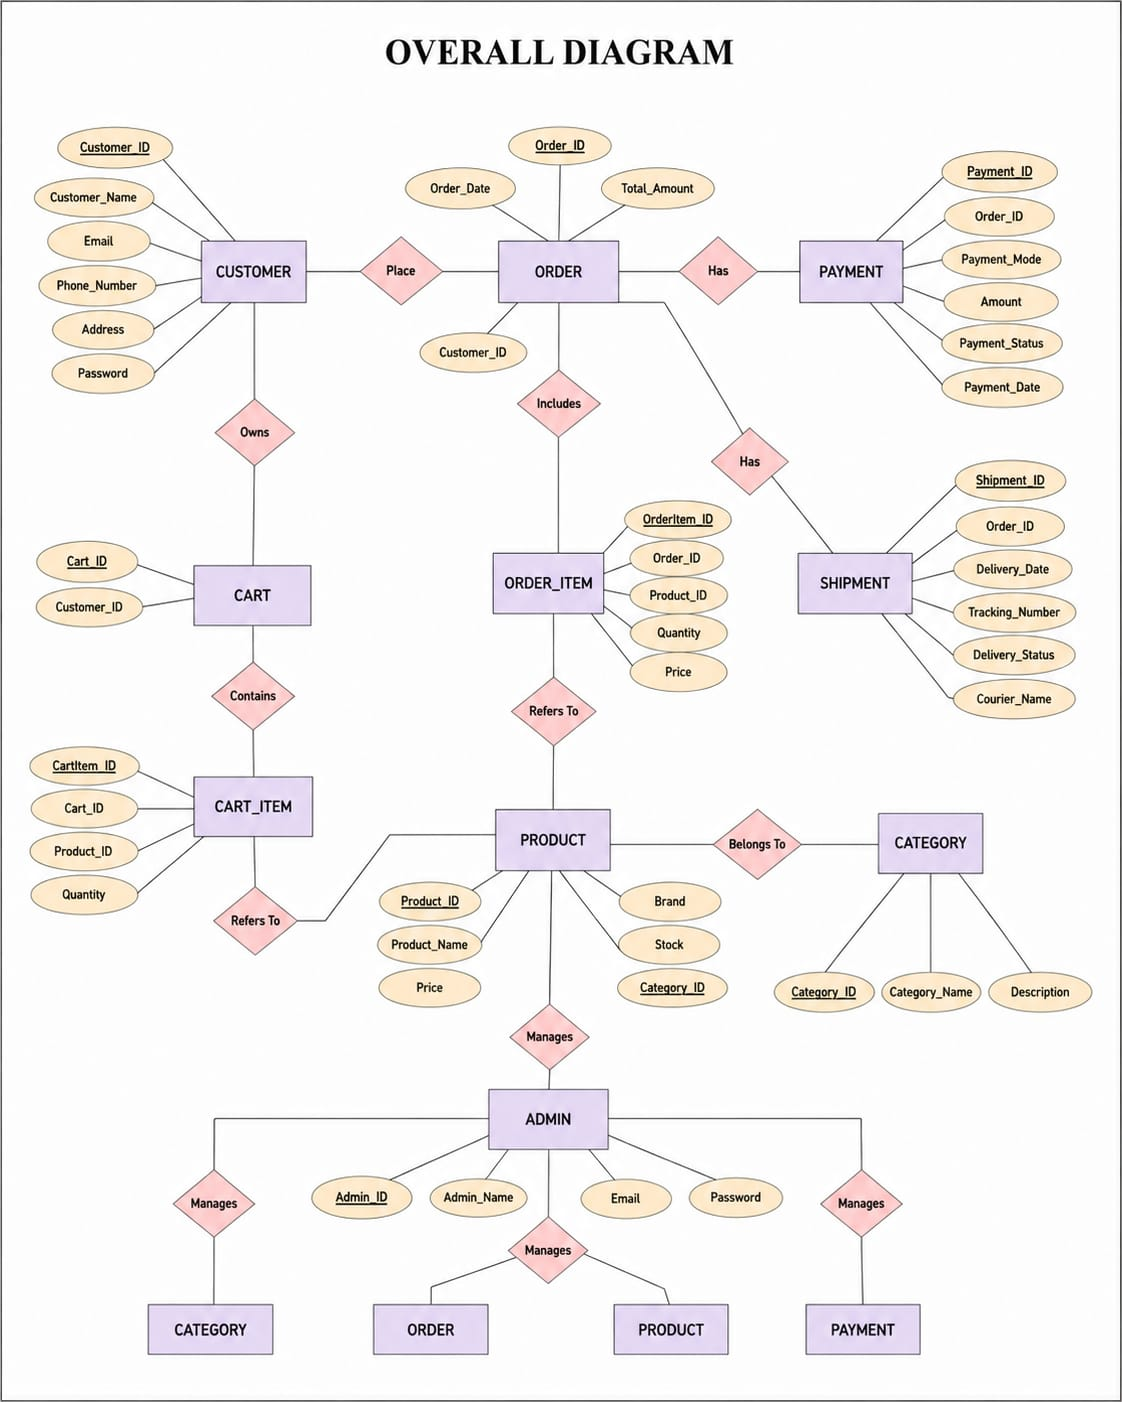 OVERALL DIAGRAM
Customer_ID
Customer_Name
Email
Phone_Number
Address
Password
CUSTOMER
Place
Order_ID
Order_Date
Total_Amount
ORDER
Customer_ID
Has
PAYMENT
Payment_ID
Order_ID
Payment_Mode
Amount
Payment_Status
Payment_Date
Owns
Includes
Has
Cart_ID
Customer_ID
CART
ORDER_ITEM
OrderItem_ID
Order_ID
Product_ID
Quantity
Price
SHIPMENT
Shipment_ID
Order_ID
Delivery_Date
Tracking_Number
Delivery_Status
Courier_Name
Contains
Refers To
CartItem_ID
Cart_ID
Product_ID
Quantity
CART_ITEM
Refers To
PRODUCT
Belongs To
CATEGORY
Product_ID
Product_Name
Price
Brand
Stock
Category_ID
Category_ID
Category_Name
Description
Manages
ADMIN
Admin_ID
Admin_Name
Email
Password
Manages
Manages
Manages
CATEGORY
ORDER
PRODUCT
PAYMENT